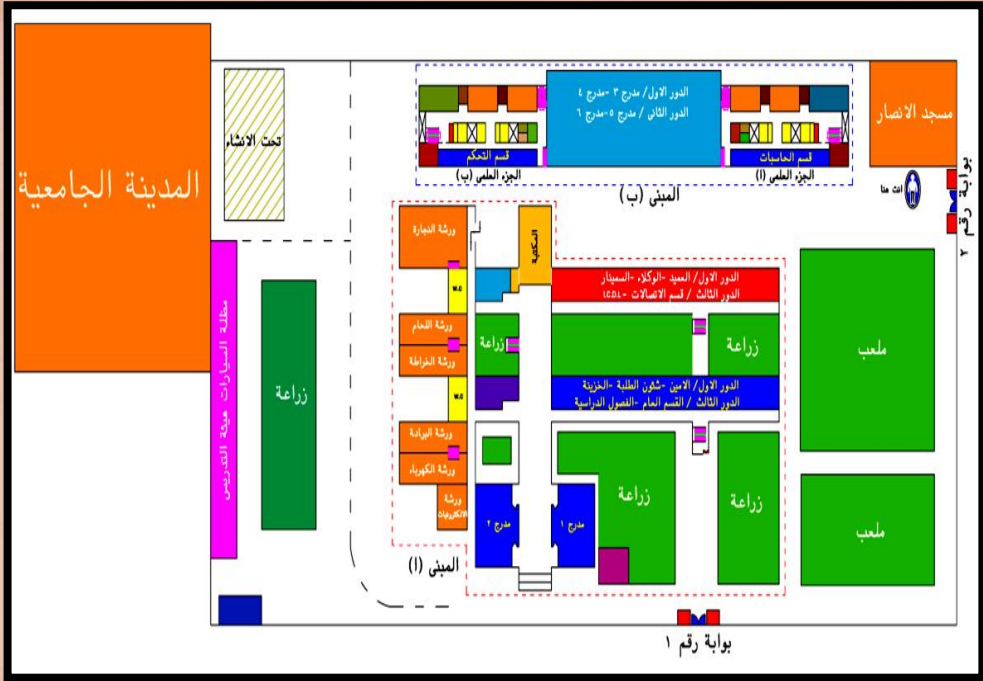 مسجد الانصار
الدور الاول/ مدرج ٣ -مدرج ٤
الدور الثانى/ مدرج ٥-مدرج ٦
قسم الحاسبات
الجزء العلمى (ا)
قسم التحكم
الجزء العلمى (ب)
المبنى (ب)
انت هنا
بوابة رقم ٢
تحت الانشاء
المدينة الجامعية
مظلة السيارات هيئة التدريس
زراعة
ورشة النجارة
المكتبة
W.C
ورشة اللحام
ورشة الخراطة
W.C
ورشة البرادة
ورشة الكهرباء
ورشة
الالكترونيات
الدور الاول/ العميد -الوكلاء -السمينار
الدور الثالث / قسم الاتصالات -I.C.D.L
زراعة
زراعة
الدور الاول/ الامين -شئون الطلبة -الخزينة
الدور الثالث / القسم العام -الفصول الدراسية
ملعب
زراعة
زراعة
ملعب
مدرج ١
مدرج ٢
المبنى (ا)
بوابة رقم ١